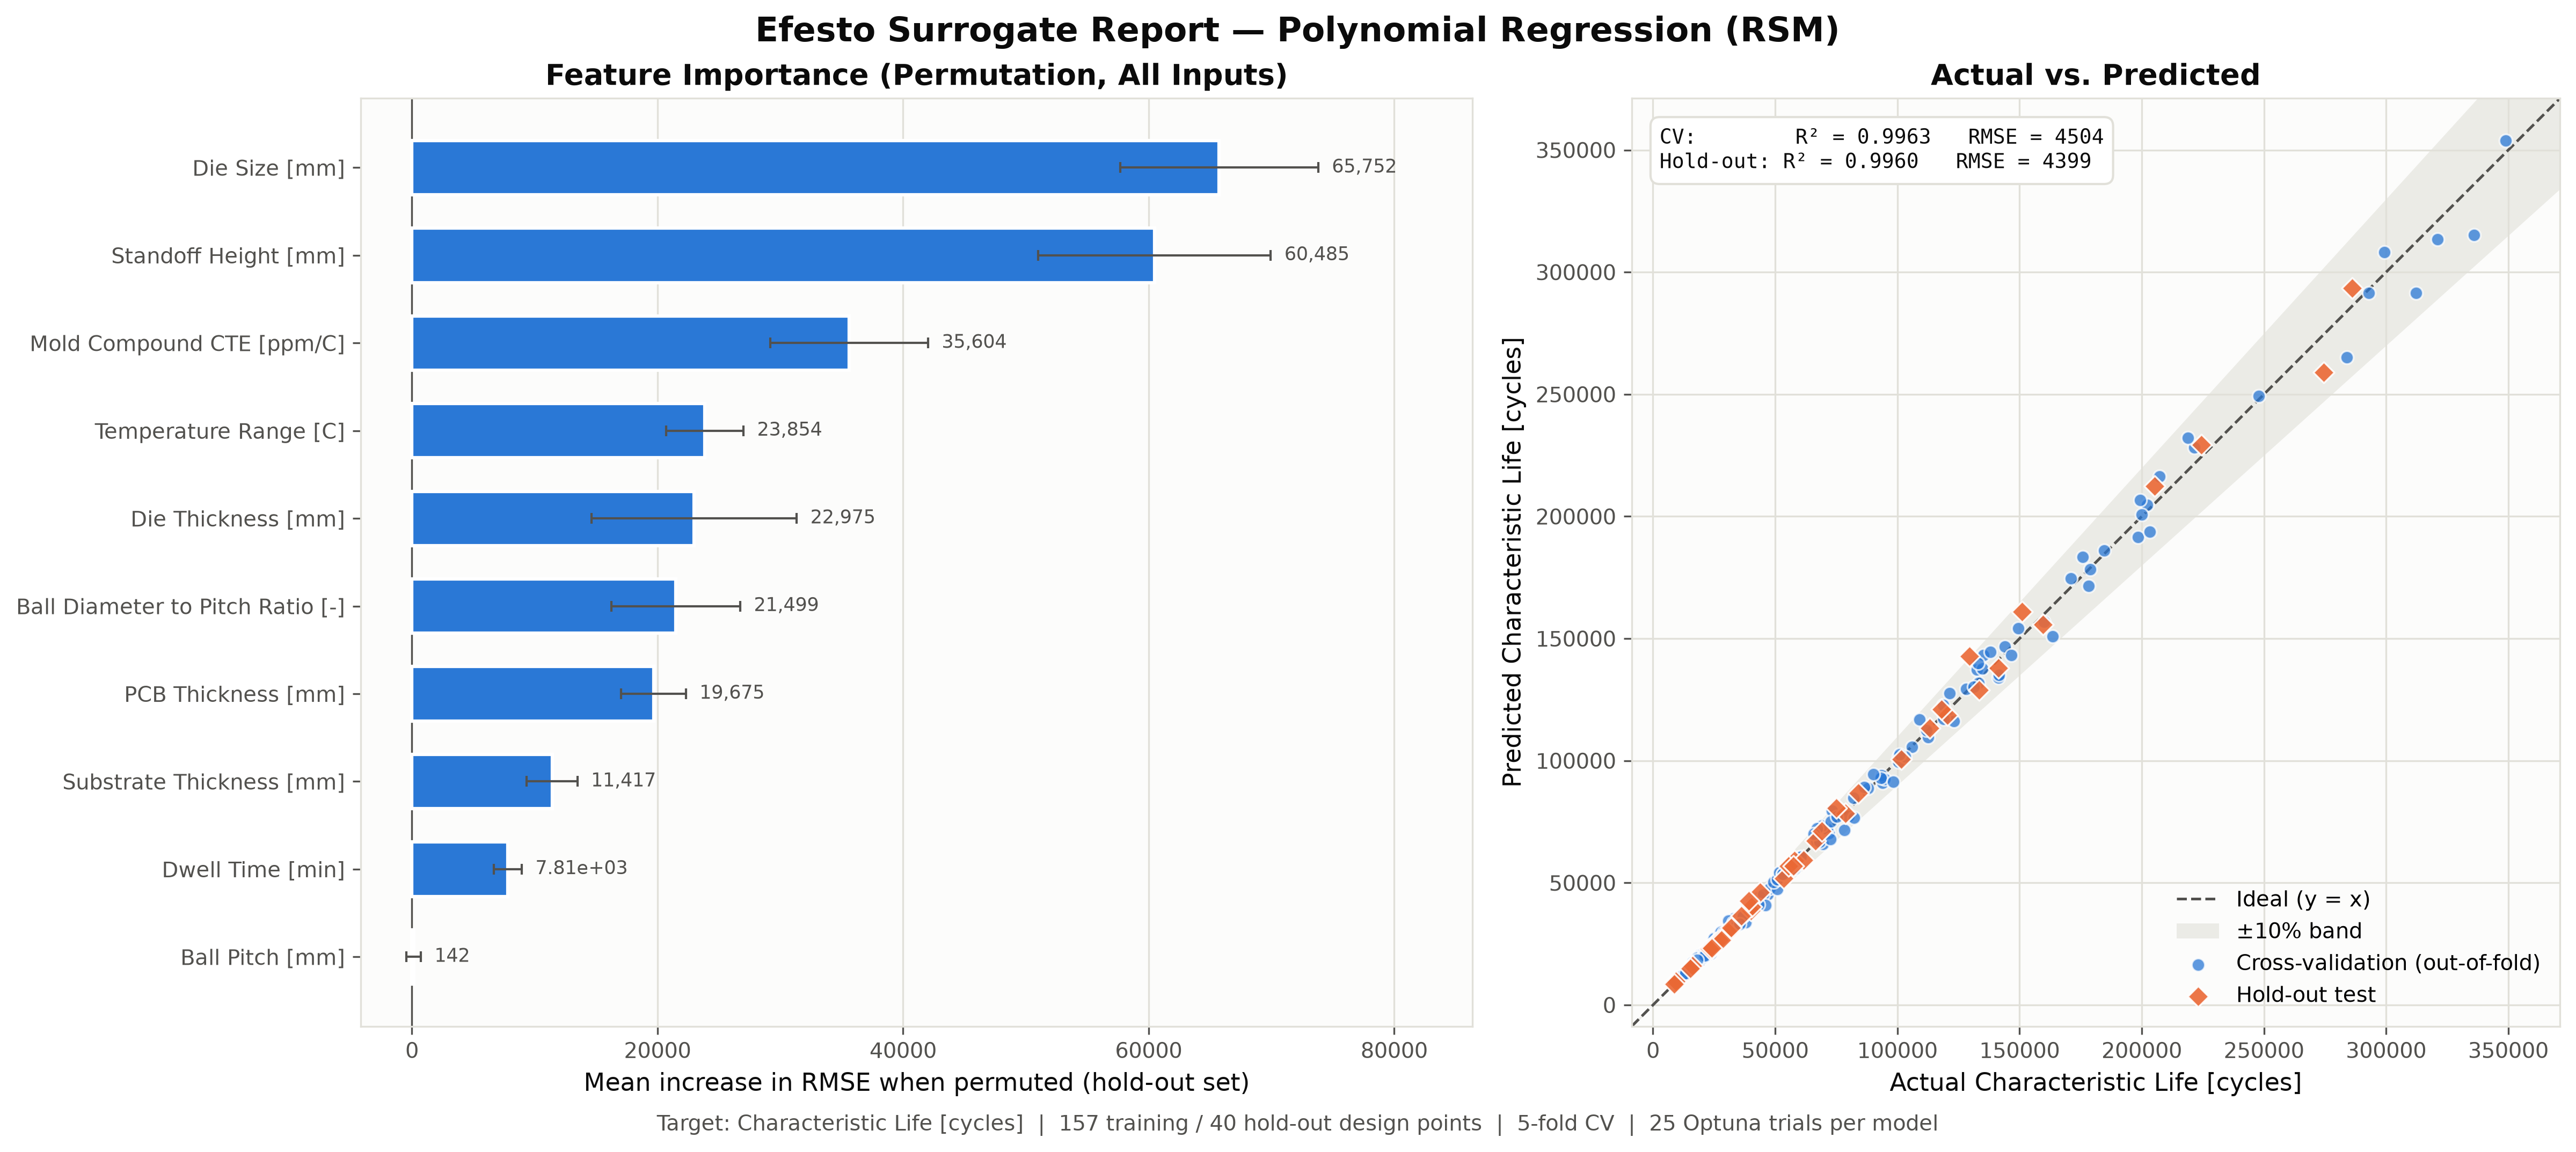 Efesto Surrogate Report — Polynomial Regression (RSM)
Feature Importance (Permutation, All Inputs)
Die Size [mm]
65,752
Standoff Height [mm]
60,485
Mold Compound CTE [ppm/C]
35,604
Temperature Range [C]
23,854
Die Thickness [mm]
22,975
Ball Diameter to Pitch Ratio [-]
21,499
PCB Thickness [mm]
19,675
Substrate Thickness [mm]
11,417
Dwell Time [min]
7.81e+03
Ball Pitch [mm]
142
0 20000 40000 60000 80000
Mean increase in RMSE when permuted (hold-out set)
Actual vs. Predicted
CV: R² = 0.9963 RMSE = 4504
Hold-out: R² = 0.9960 RMSE = 4399
Predicted Characteristic Life [cycles]
350000
300000
250000
200000
150000
100000
50000
0
Ideal (y = x)
±10% band
Cross-validation (out-of-fold)
Hold-out test
0 50000 100000 150000 200000 250000 300000 350000
Actual Characteristic Life [cycles]
Target: Characteristic Life [cycles] | 157 training / 40 hold-out design points | 5-fold CV | 25 Optuna trials per model